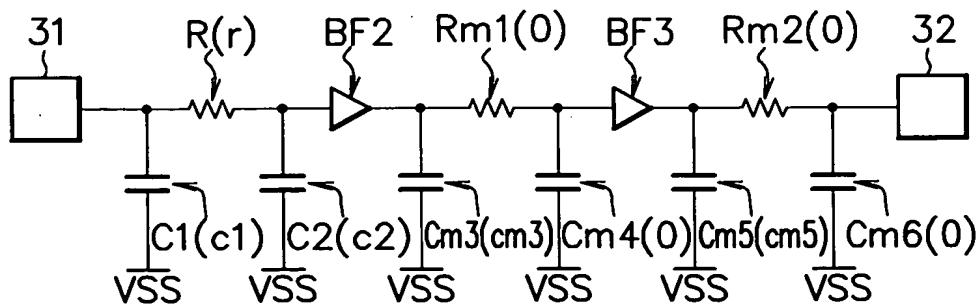 31 R(r) BF2 Rm1(0) BF3 Rm2(0) 32
C1(c1) C2(c2) Cm3(cm3) Cm4(0) Cm5(cm5) Cm6(0)
VSS VSS VSS VSS VSS VSS